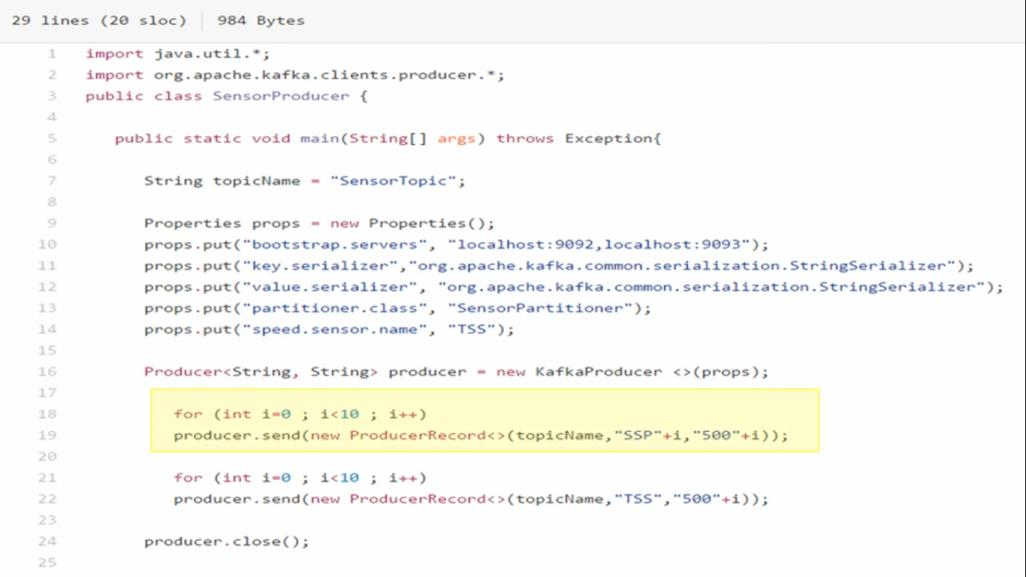 29 lines (20 sloc) 984 Bytes
1 import java.util.*;
2 import org.apache.kafka.clients.producer.*;
3 public class SensorProducer {
4
5 public static void main(String[] args) throws Exception{
6
7 String topicName = "SensorTopic";
8
9 Properties props = new Properties();
10 props.put("bootstrap.servers", "localhost:9092,localhost:9093");
11 props.put("key.serializer","org.apache.kafka.common.serialization.StringSerializer");
12 props.put("value.serializer", "org.apache.kafka.common.serialization.StringSerializer");
13 props.put("partitioner.class", "SensorPartitioner");
14 props.put("speed.sensor.name", "TSS");
15
16 Producer<String, String> producer = new KafkaProducer <>(props);
17
18 for (int i=0 ; i<10 ; i++)
19 producer.send(new ProducerRecord<>(topicName,"SSP"+i,"500"+i));
20
21 for (int i=0 ; i<10 ; i++)
22 producer.send(new ProducerRecord<>(topicName,"TSS","500"+i));
23
24 producer.close();
25